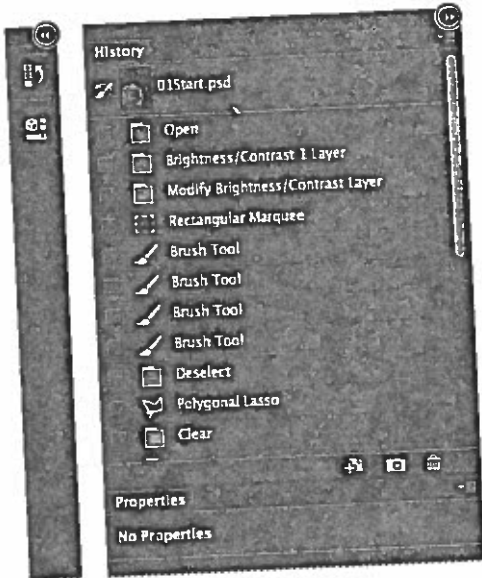 History
01Start.psd
Open
Brightness/Contrast 1 Layer
Modify Brightness/Contrast Layer
Rectangular Marquee
Brush Tool
Brush Tool
Brush Tool
Brush Tool
Deselect
Polygonal Lasso
Clear
Properties
No Properties